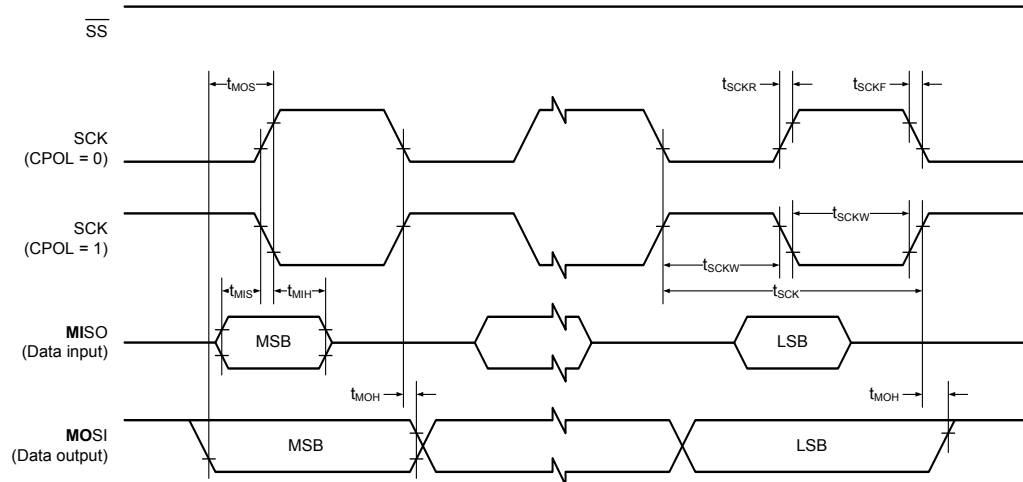 SS
tMOS
tSCKR
tSCKF
SCK
(CPOL = 0)
SCK
(CPOL = 1)
tSCKW
tSCKW
tSCK
tMIS
tMIH
MISO
(Data input)
MSB
LSB
tMOH
tMOH
MOSI
(Data output)
MSB
LSB